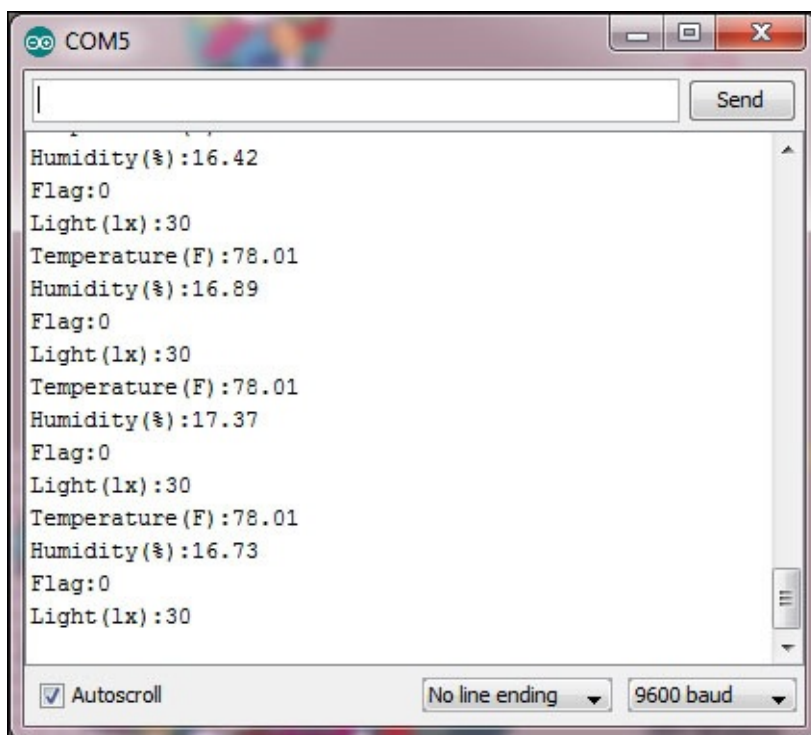 COM5
Send
Humidity(%):16.42
Flag:0
Light(lx):30
Temperature(F):78.01
Humidity(%):16.89
Flag:0
Light(lx):30
Temperature(F):78.01
Humidity(%):17.37
Flag:0
Light(lx):30
Temperature(F):78.01
Humidity(%):16.73
Flag:0
Light(lx):30
Autoscroll
No line ending
9600 baud